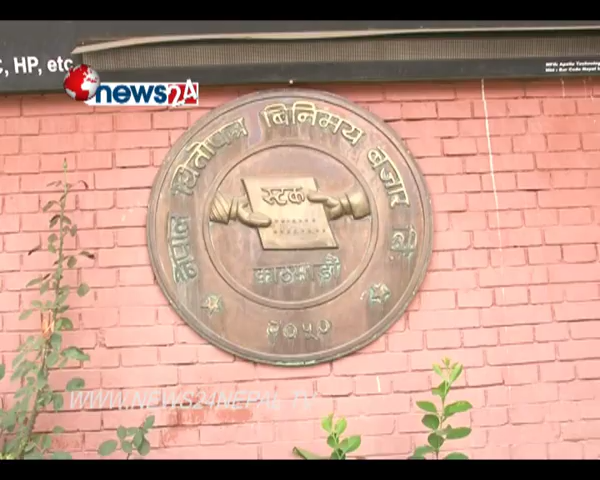 , HP, etc
news24
नेपाल धितोपत्र विनिमय बजार लि
स्टक
काठमाडौं
२०५०
WWW.NEWS24NEPAL.TV